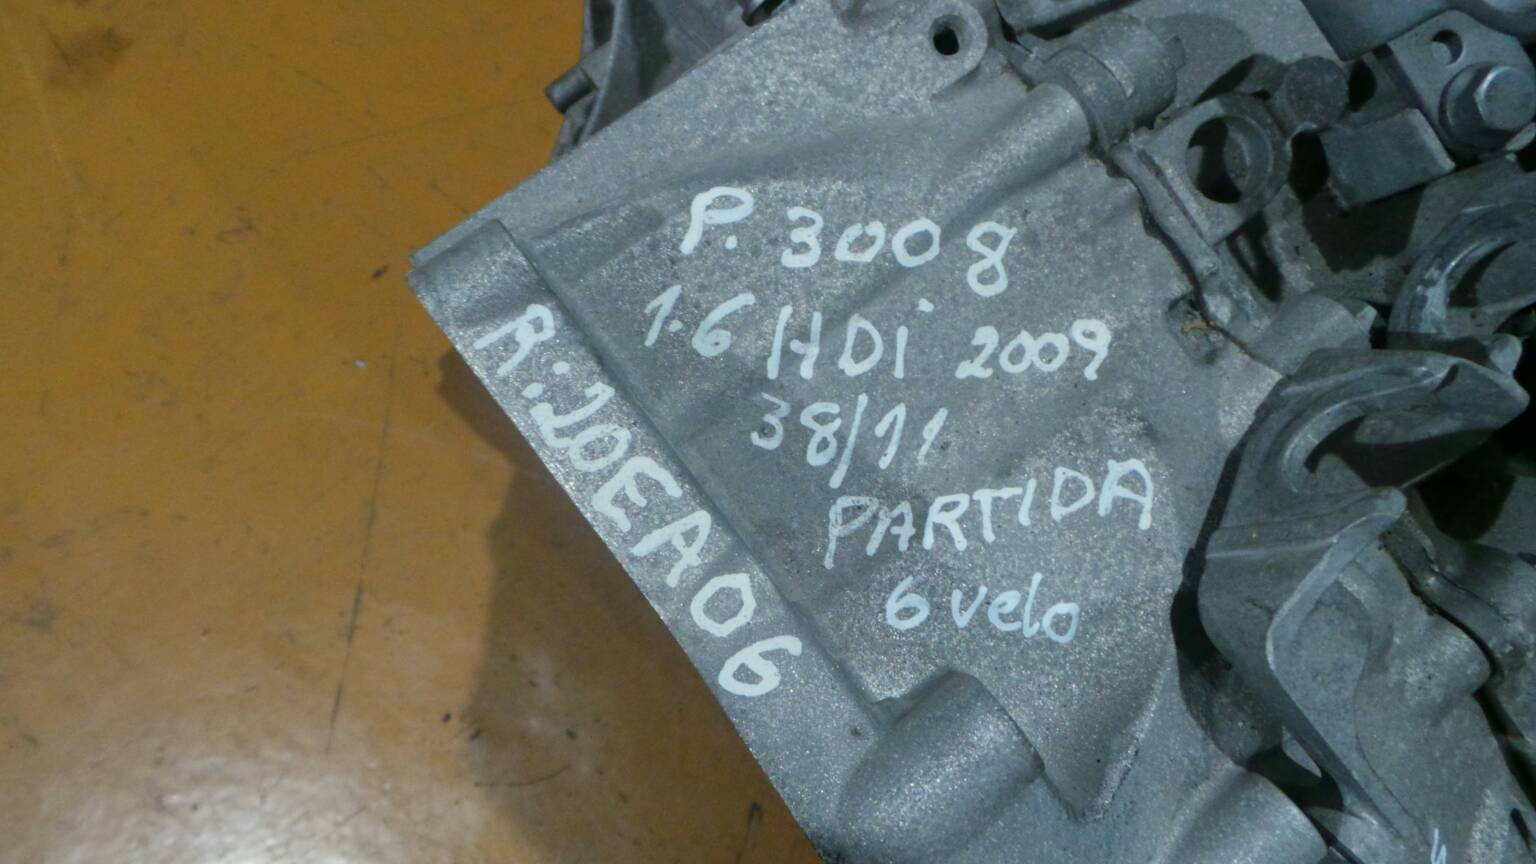 P. 3008
1.6 HDi 2009
38/11
PARTIDA
6 velo
R:20EA06